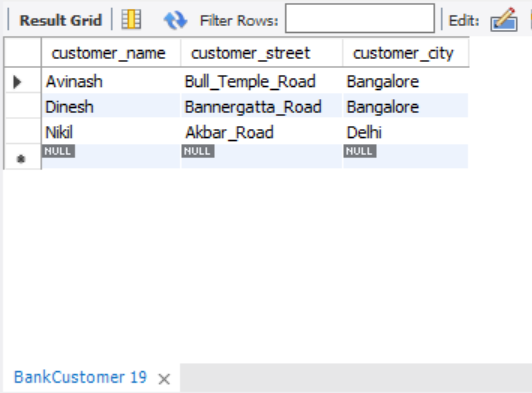 Result Grid Filter Rows: Edit:
customer_name customer_street customer_city
Avinash Bull_Temple_Road Bangalore
Dinesh Bannergatta_Road Bangalore
Nikil Akbar_Road Delhi
NULL NULL NULL
BankCustomer 19